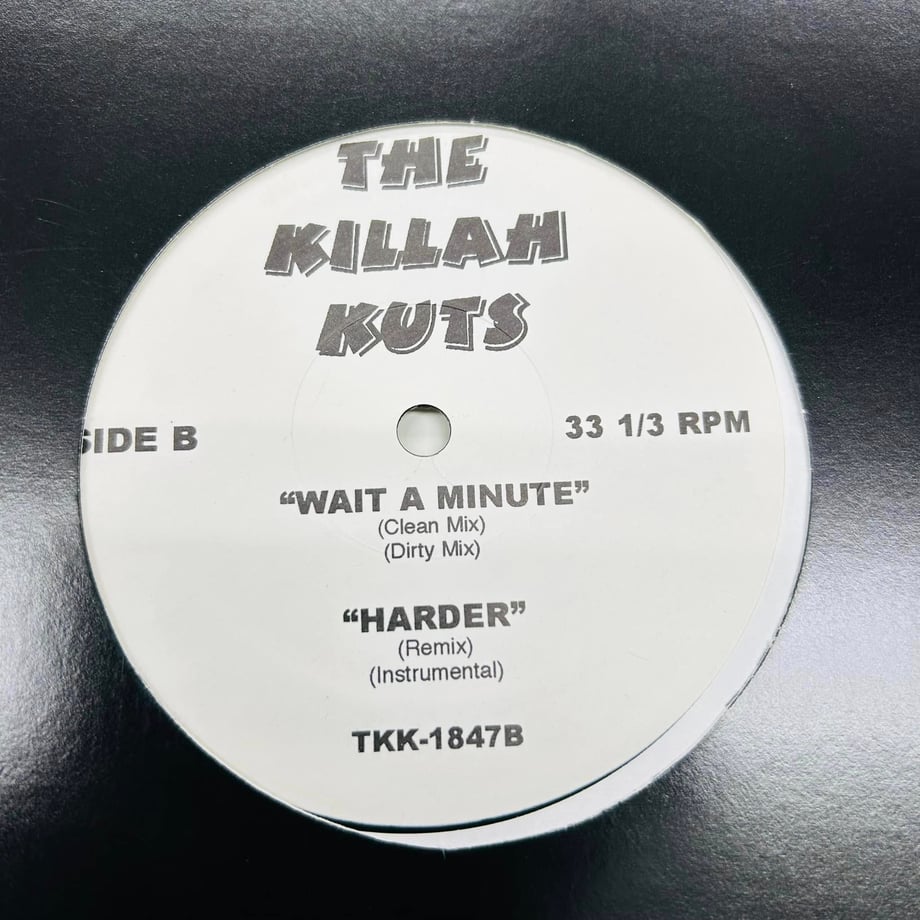 THE
KILLAH
KUTS
SIDE B
33 1/3 RPM
“WAIT A MINUTE”
(Clean Mix)
(Dirty Mix)
“HARDER”
(Remix)
(Instrumental)
TKK-1847B